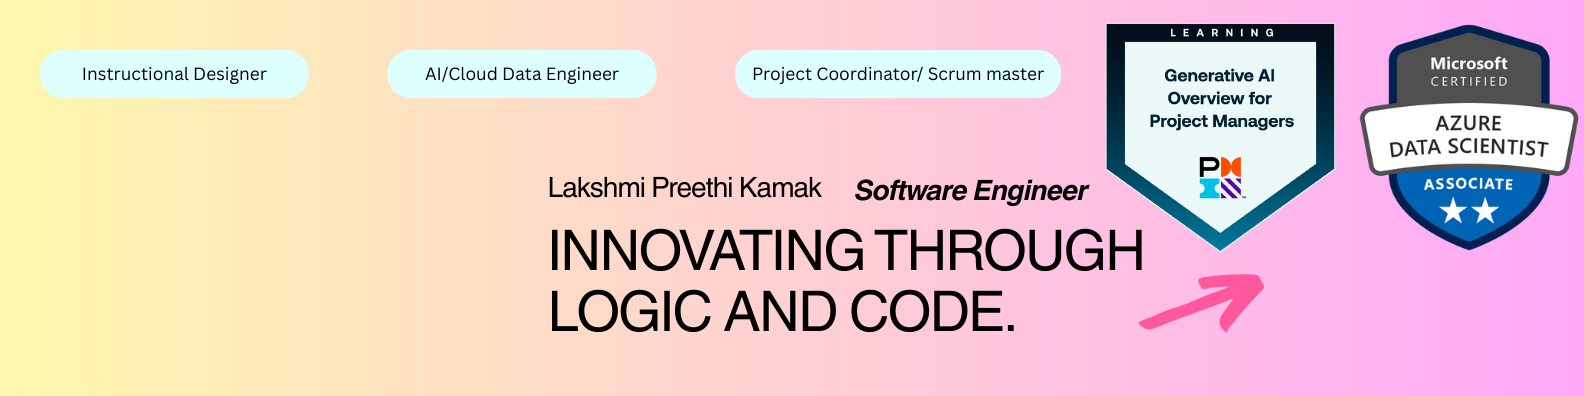 Instructional Designer
AI/Cloud Data Engineer
Project Coordinator/ Scrum master
LEARNING
Generative AI
Overview for
Project Managers
PM
Microsoft
CERTIFIED
AZURE
DATA SCIENTIST
ASSOCIATE
Lakshmi Preethi Kamak
Software Engineer
INNOVATING THROUGH
LOGIC AND CODE.